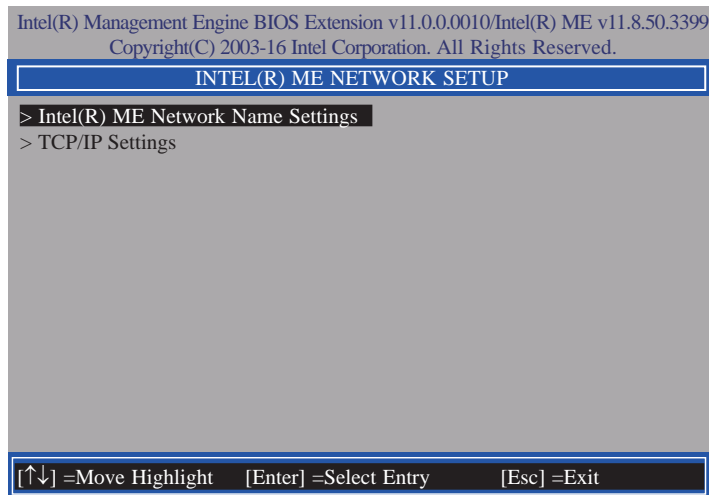 Intel(R) Management Engine BIOS Extension v11.0.0.0010/Intel(R) ME v11.8.50.3399
Copyright(C) 2003-16 Intel Corporation. All Rights Reserved.
INTEL(R) ME NETWORK SETUP
> Intel(R) ME Network Name Settings
> TCP/IP Settings
[↑↓] =Move Highlight [Enter] =Select Entry [Esc] =Exit